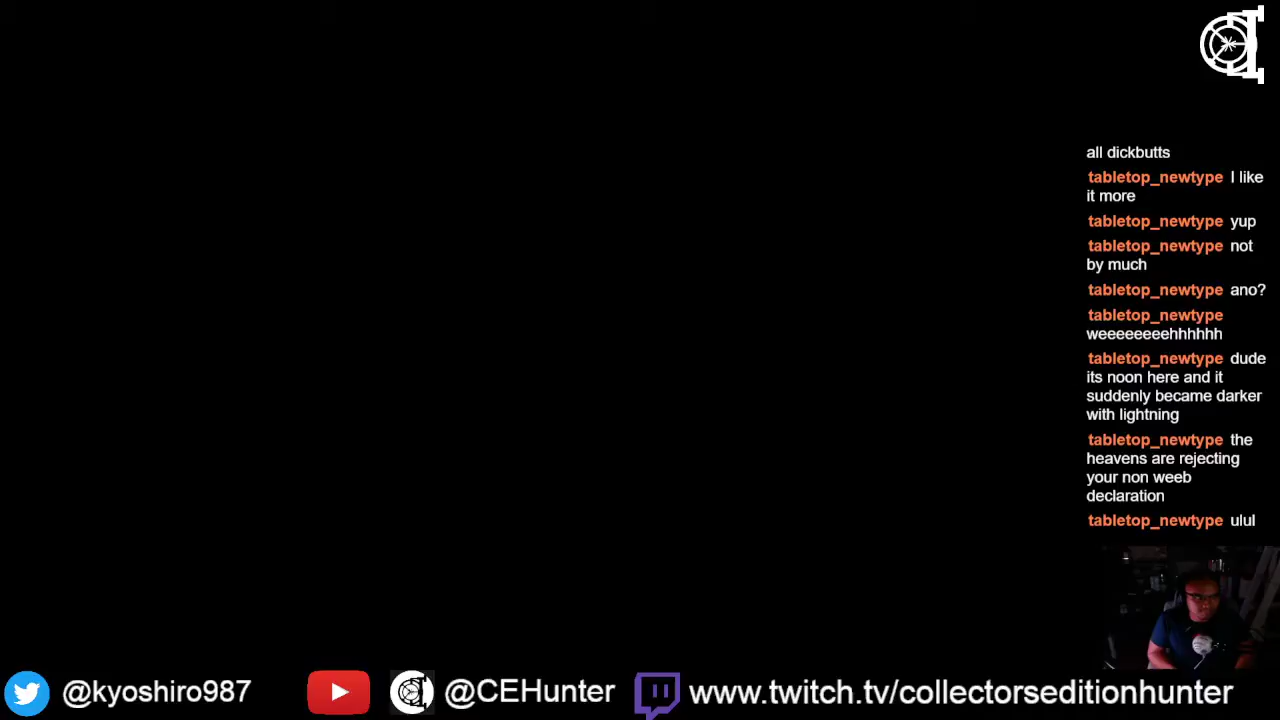 all dickbutts
tabletop_newtype I like
it more
tabletop_newtype yup
tabletop_newtype not
by much
tabletop_newtype ano?
tabletop_newtype
weeeeeeeehhhhhh
tabletop_newtype dude
its noon here and it
suddenly became darker
with lightning
tabletop_newtype the
heavens are rejecting
your non weeb
declaration
tabletop_newtype ulul
@kyoshiro987 @CEHunter www.twitch.tv/collectorseditionhunter